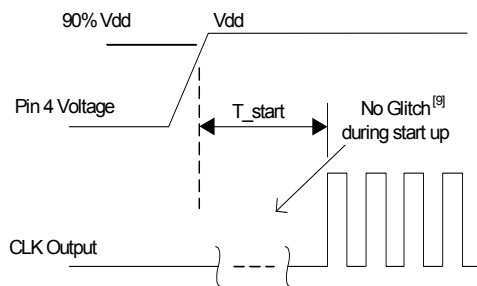 90% Vdd
Vdd
Pin 4 Voltage
T_start
No Glitch[9]
during start up
CLK Output